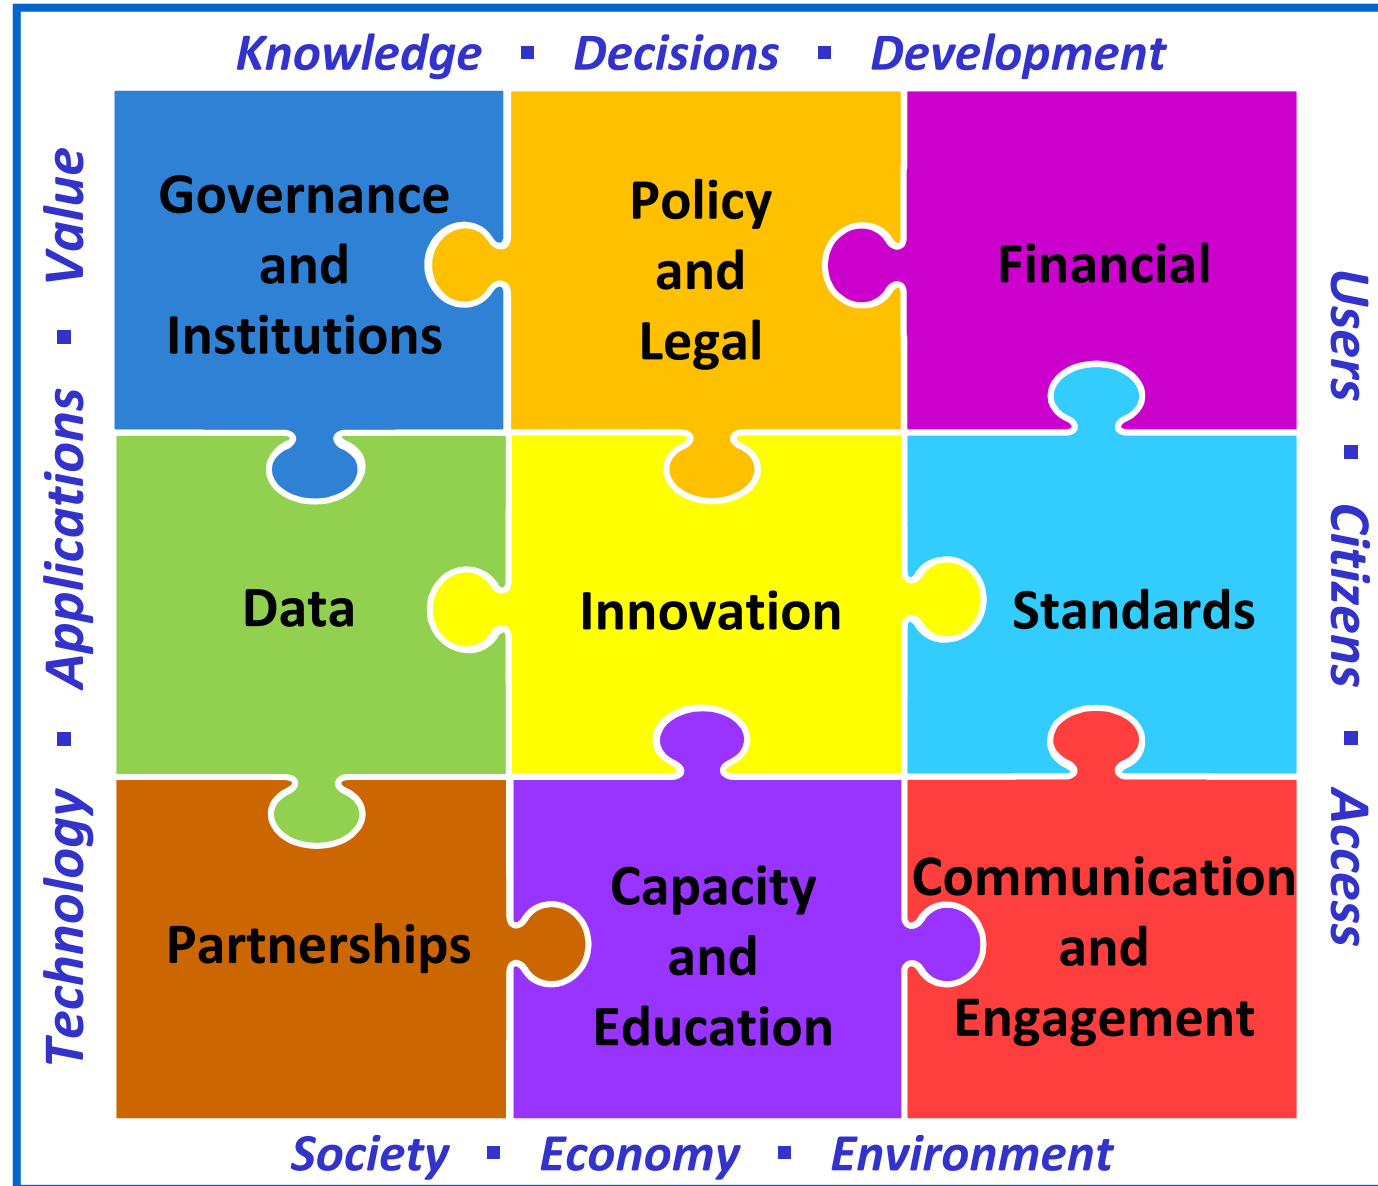 Knowledge ▪ Decisions ▪ Development
Technology ▪ Applications ▪ Value
Governance
and
Institutions
Policy
and
Legal
Financial
Data
Innovation
Standards
Partnerships
Capacity
and
Education
Communication
and
Engagement
Users ▪ Citizens ▪ Access
Society ▪ Economy ▪ Environment